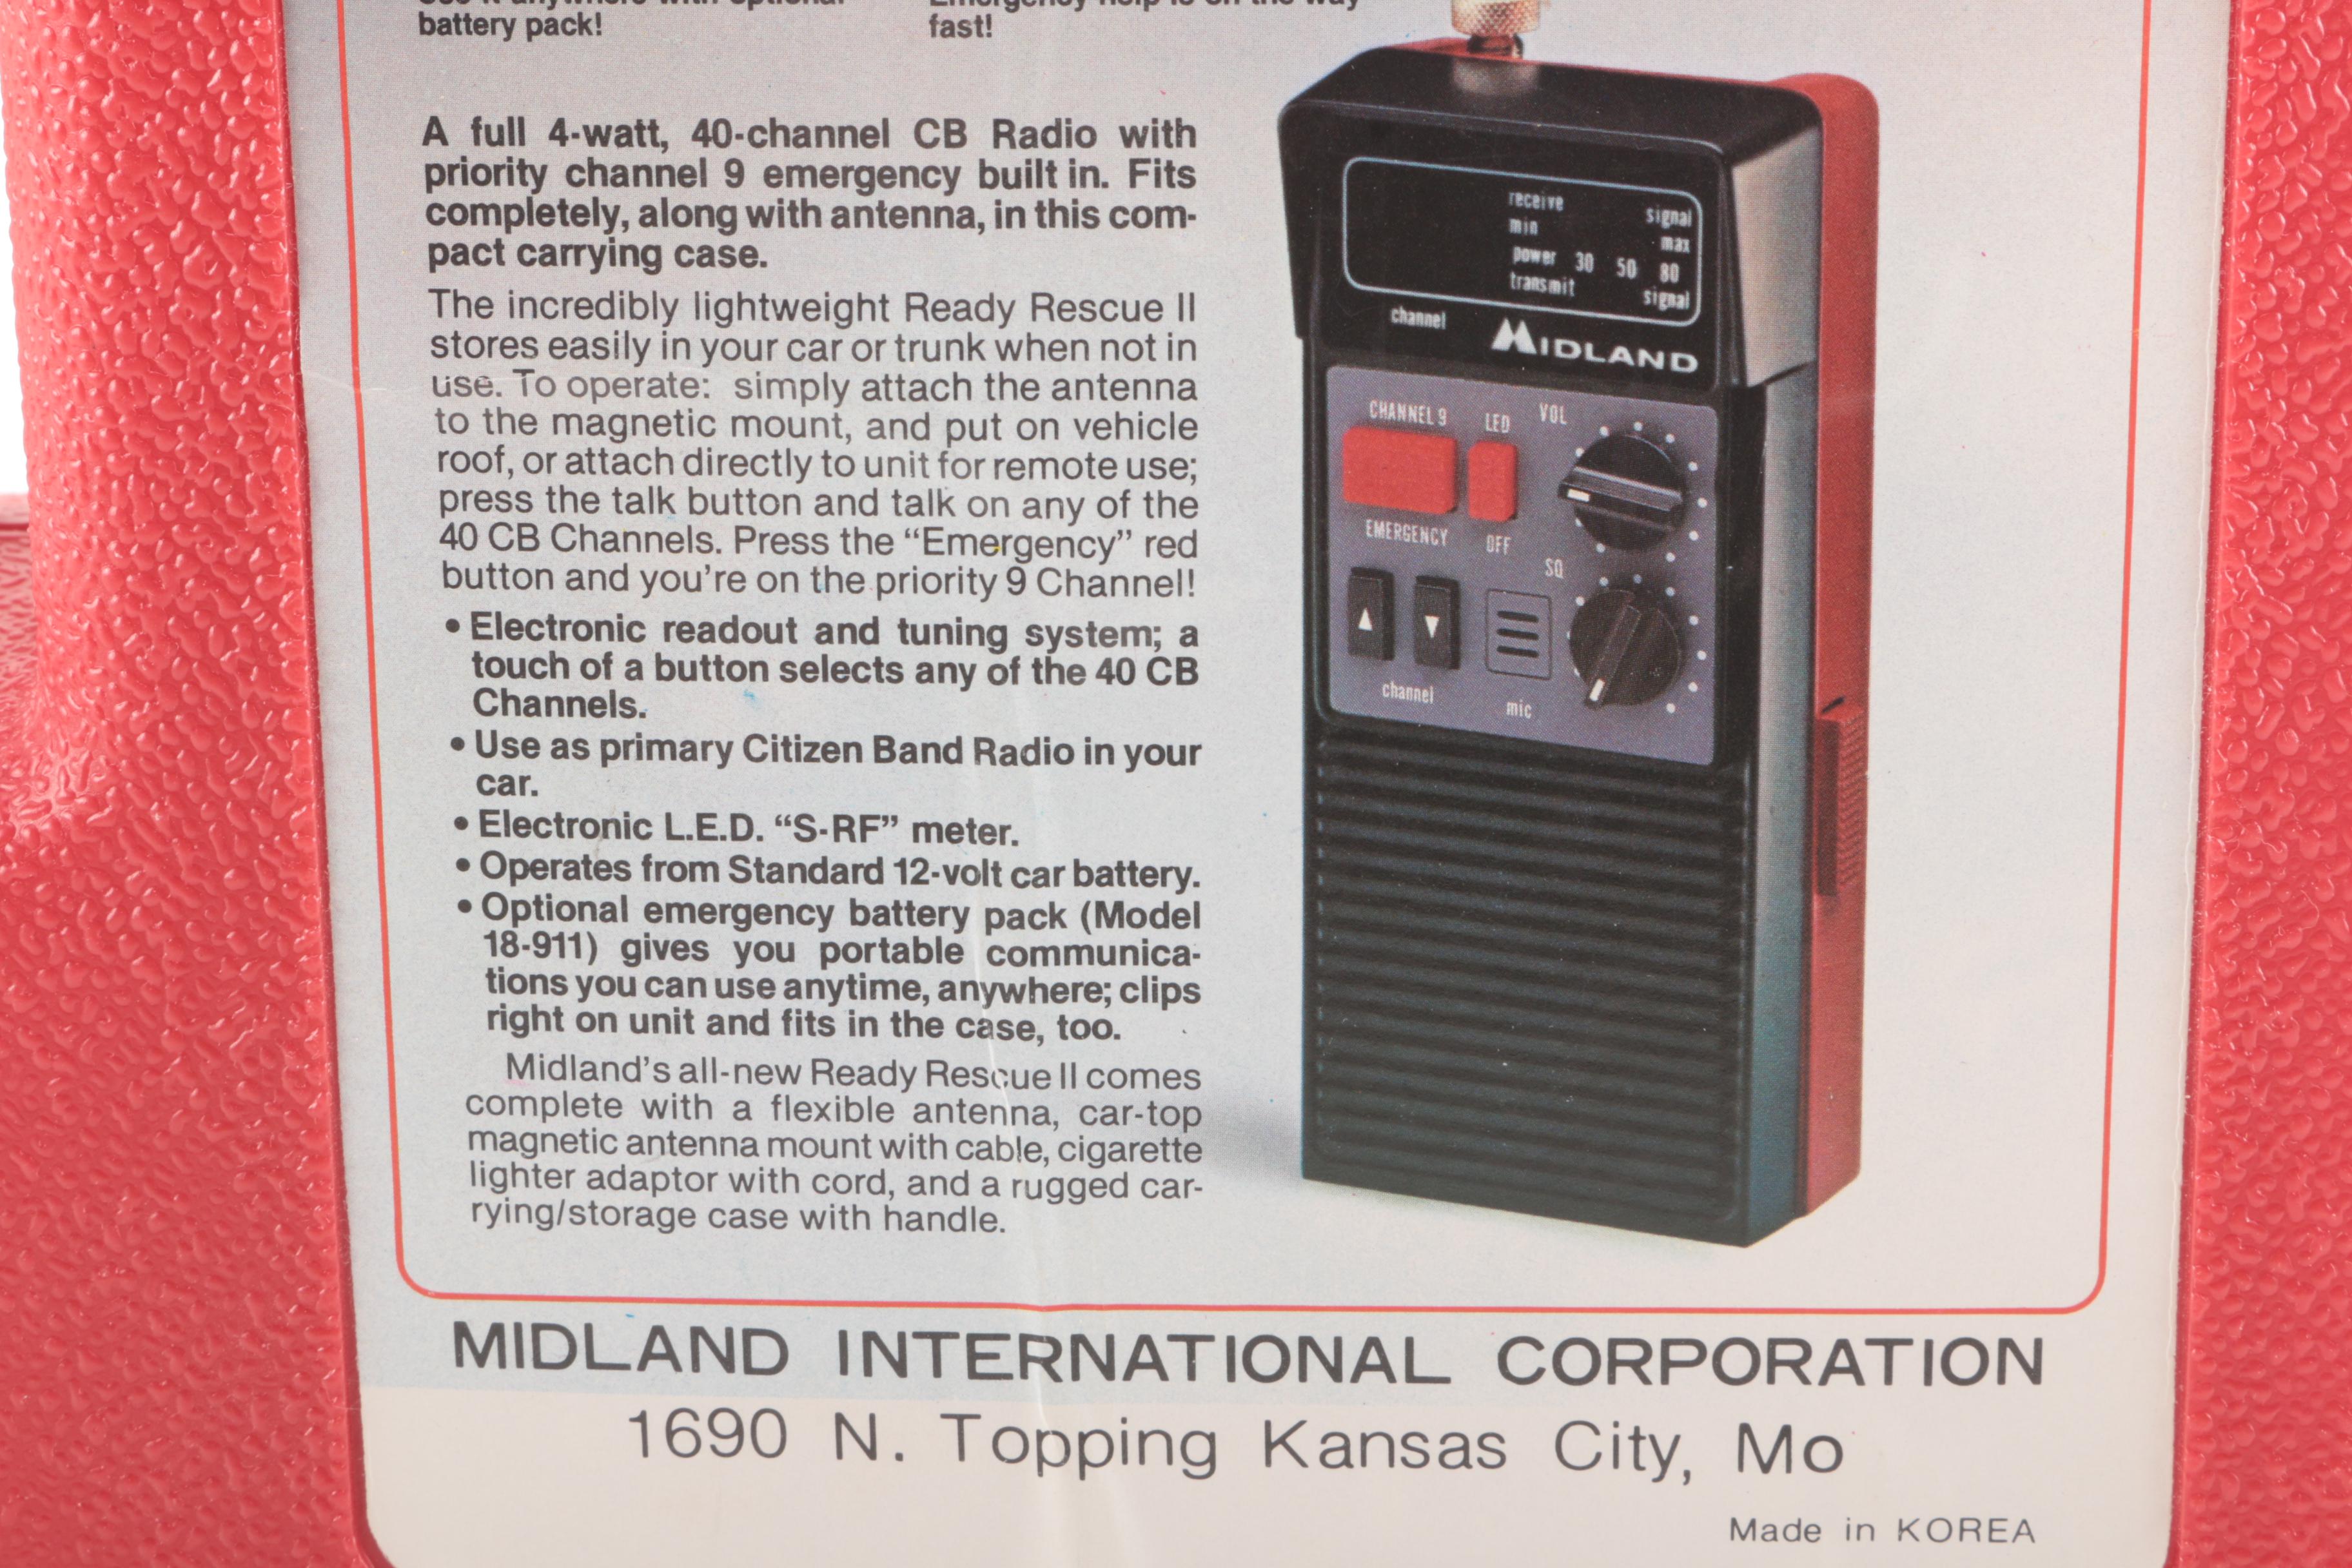 battery pack!
fast!
A full 4-watt, 40-channel CB Radio with
priority channel 9 emergency built in. Fits
completely, along with antenna, in this com-
pact carrying case.
The incredibly lightweight Ready Rescue II
stores easily in your car or trunk when not in
use. To operate: simply attach the antenna
to the magnetic mount, and put on vehicle
roof, or attach directly to unit for remote use;
press the talk button and talk on any of the
40 CB Channels. Press the “Emergency” red
button and you’re on the priority 9 Channel!
• Electronic readout and tuning system; a
touch of a button selects any of the 40 CB
Channels.
• Use as primary Citizen Band Radio in your
car.
• Electronic L.E.D. “S-RF” meter.
• Operates from Standard 12-volt car battery.
• Optional emergency battery pack (Model
18-911) gives you portable communica-
tions you can use anytime, anywhere; clips
right on unit and fits in the case, too.
Midland’s all-new Ready Rescue II comes
complete with a flexible antenna, car-top
magnetic antenna mount with cable, cigarette
lighter adaptor with cord, and a rugged car-
rying/storage case with handle.
receive signal
min max
power 30 50 80
transmit signal
channel
MIDLAND
CHANNEL 9 LED VOL
EMERGENCY OFF
SQ
channel mic
MIDLAND INTERNATIONAL CORPORATION
1690 N. Topping Kansas City, Mo
Made in KOREA